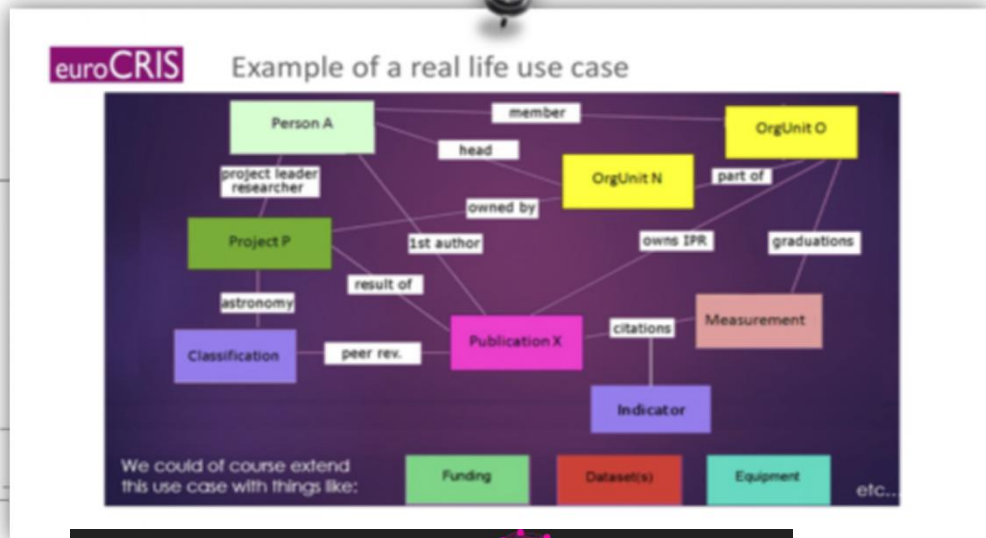 euroCRIS
Example of a real life use case
Person A
member
OrgUnit O
head
OrgUnit N
part of
project leader
researcher
owned by
Project P
1st author
owns IPR
graduations
result of
astronomy
Measurement
citations
Publication X
Classification
peer rev.
Indicator
We could of course extend
this use case with things like:
Funding
Dataset(s)
Equipment
etc...